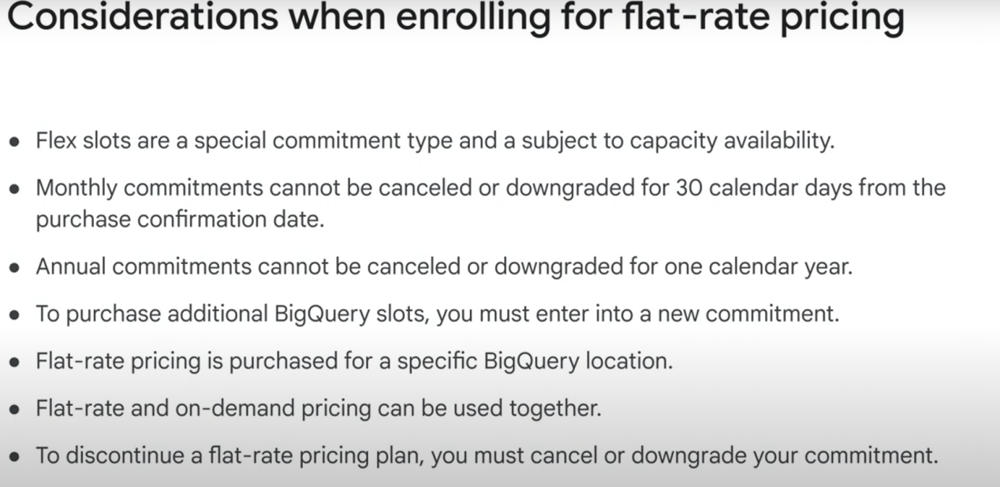 Considerations when enrolling for flat-rate pricing
● Flex slots are a special commitment type and a subject to capacity availability.
● Monthly commitments cannot be canceled or downgraded for 30 calendar days from the
purchase confirmation date.
● Annual commitments cannot be canceled or downgraded for one calendar year.
● To purchase additional BigQuery slots, you must enter into a new commitment.
● Flat-rate pricing is purchased for a specific BigQuery location.
● Flat-rate and on-demand pricing can be used together.
● To discontinue a flat-rate pricing plan, you must cancel or downgrade your commitment.